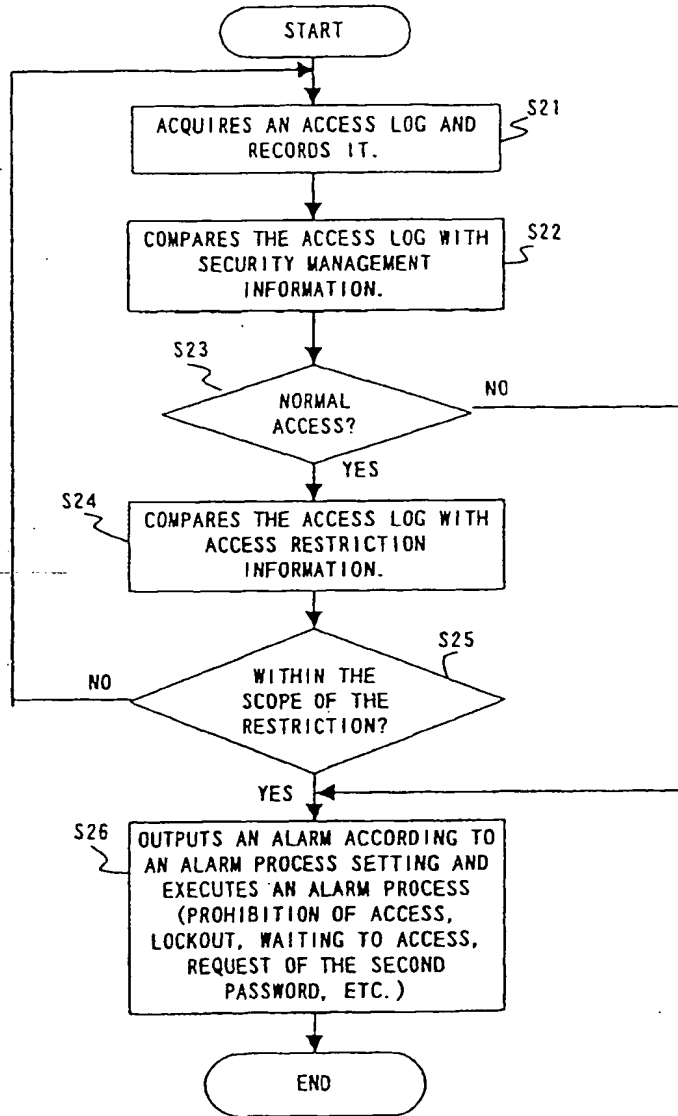 START
S21
ACQUIRES AN ACCESS LOG AND
RECORDS IT.
S22
COMPARES THE ACCESS LOG WITH
SECURITY MANAGEMENT
INFORMATION.
S23
NORMAL
ACCESS?
NO
YES
S24
COMPARES THE ACCESS LOG WITH
ACCESS RESTRICTION
INFORMATION.
S25
WITHIN THE
SCOPE OF THE
RESTRICTION?
NO
YES
S26
OUTPUTS AN ALARM ACCORDING TO
AN ALARM PROCESS SETTING AND
EXECUTES AN ALARM PROCESS
(PROHIBITION OF ACCESS,
LOCKOUT, WAITING TO ACCESS,
REQUEST OF THE SECOND
PASSWORD, ETC.)
END